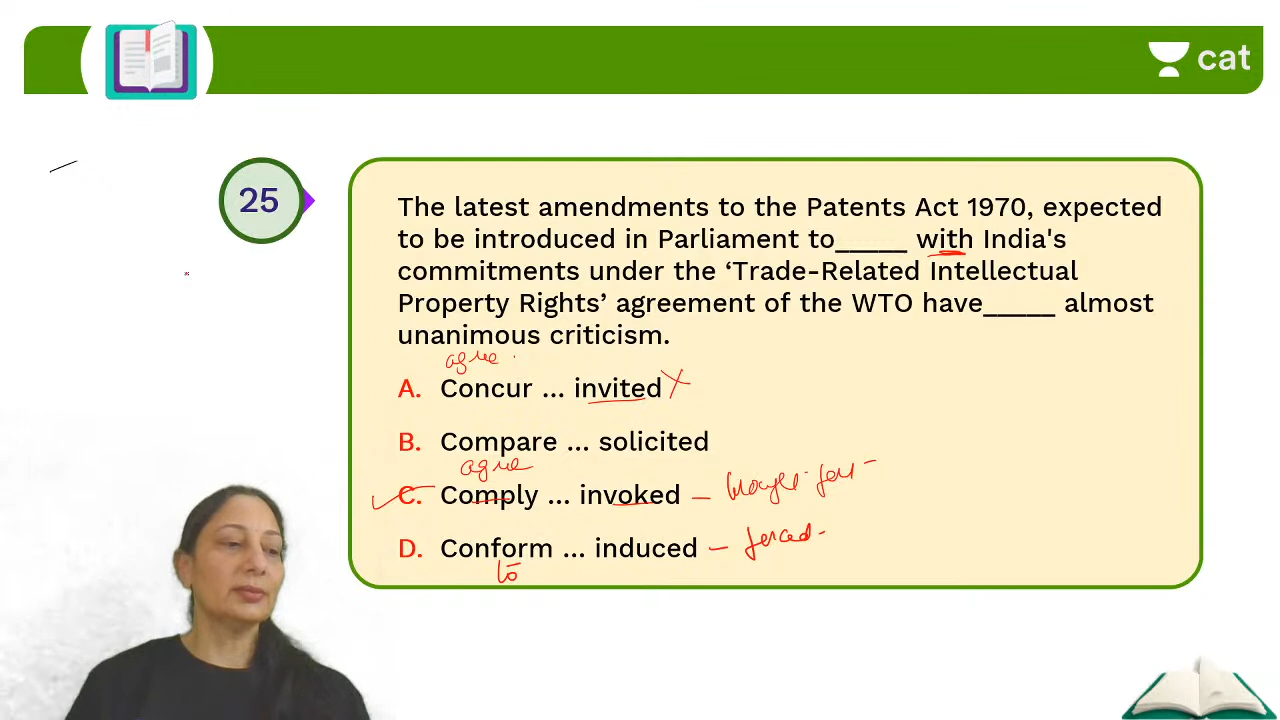 cat
25
The latest amendments to the Patents Act 1970, expected
to be introduced in Parliament to_____ with India's
commitments under the ‘Trade-Related Intellectual
Property Rights’ agreement of the WTO have_____ almost
unanimous criticism.
agree
A. Concur ... invited
B. Compare ... solicited
agree
C. Comply ... invoked –
D. Conform ... induced – forced
to